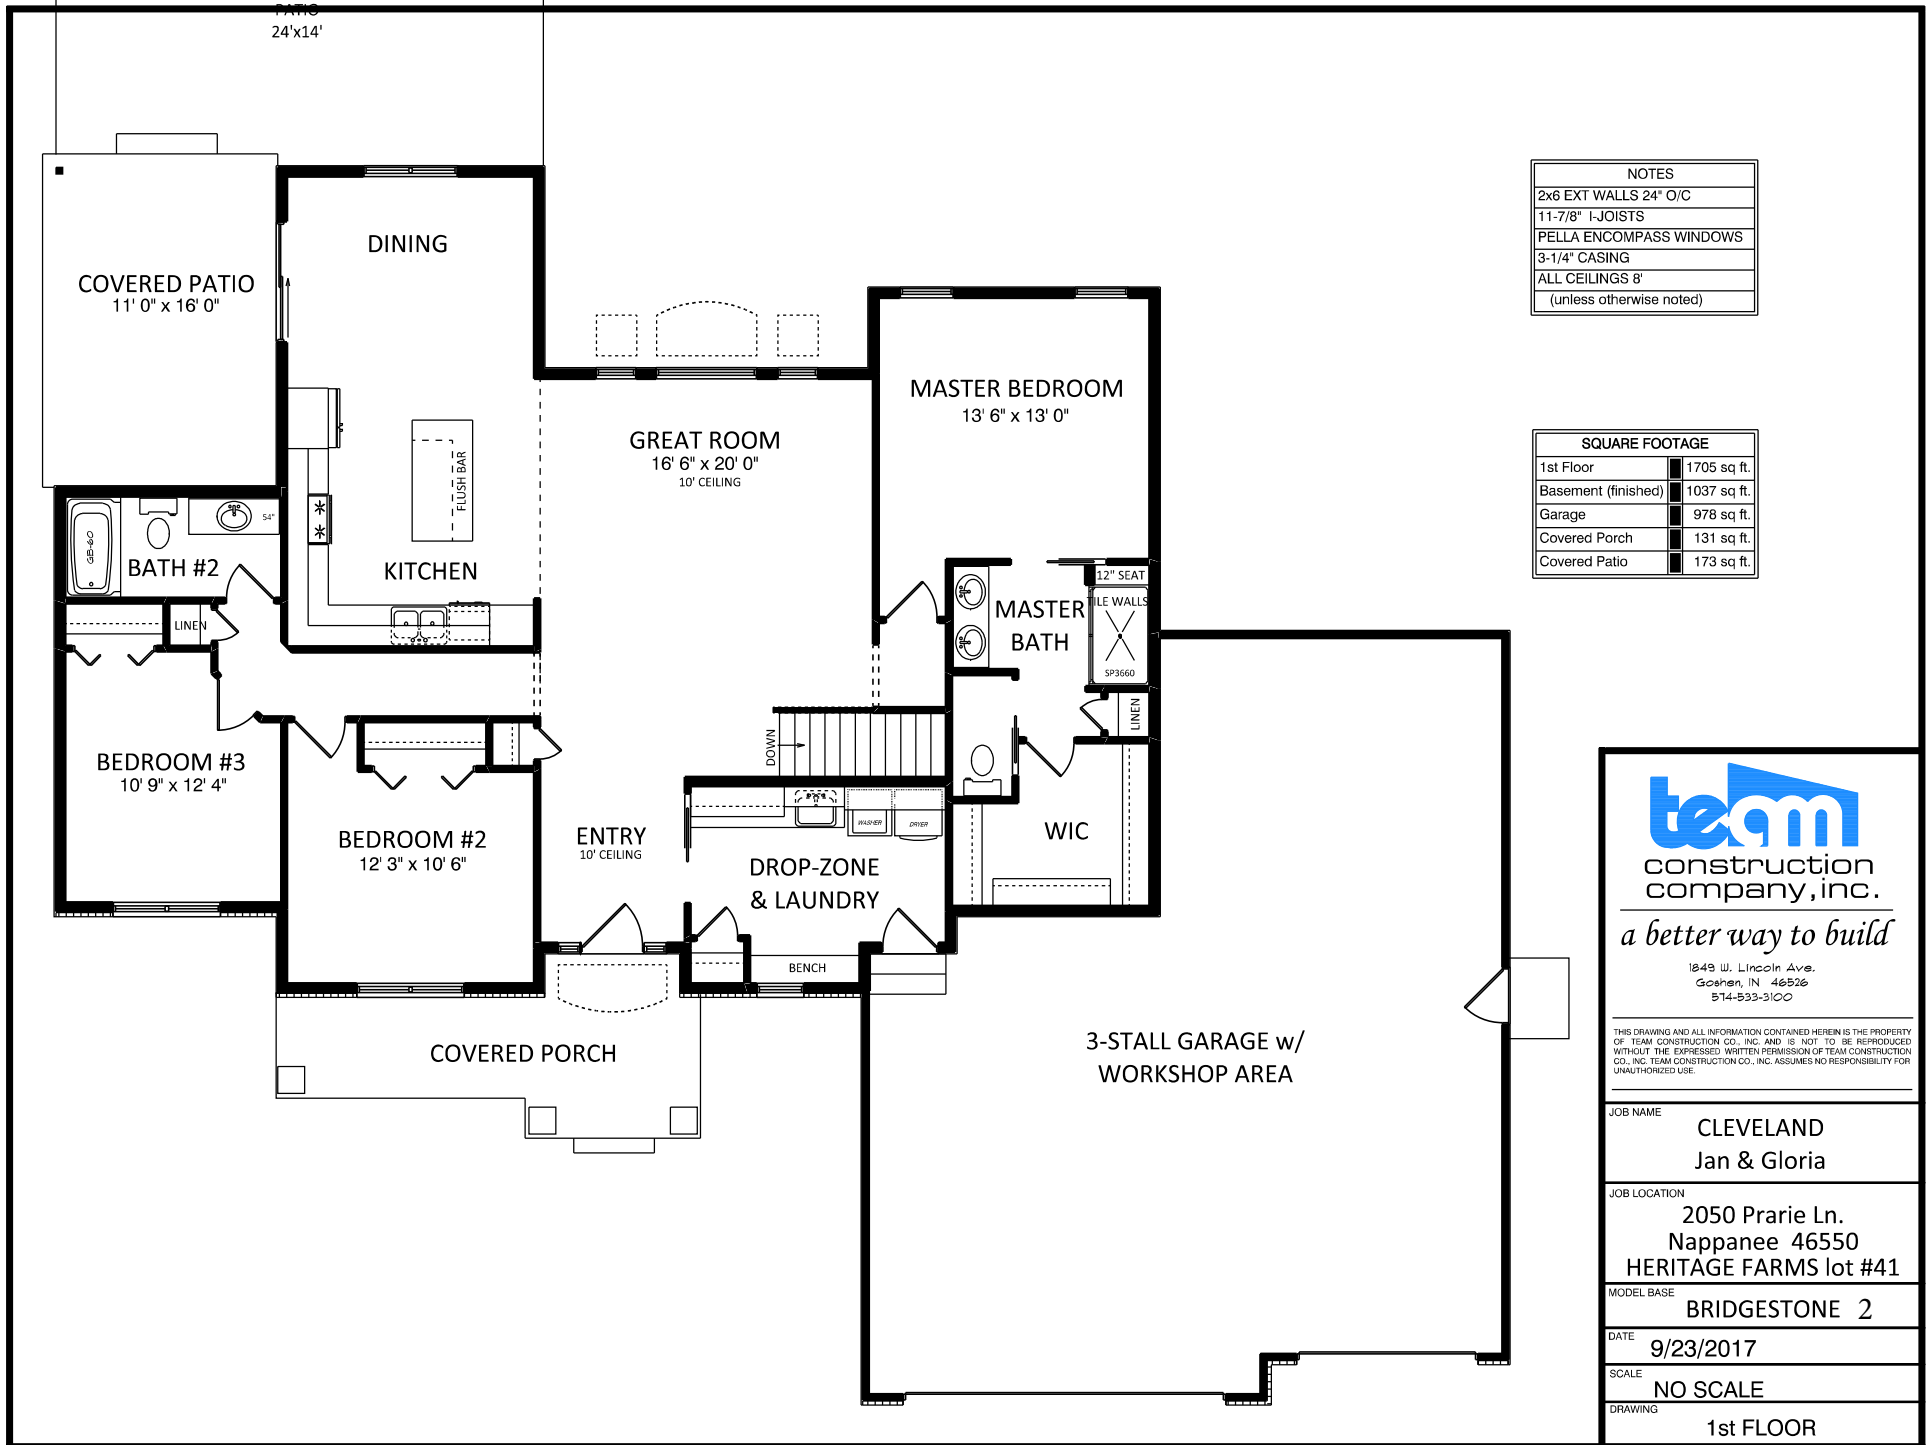 PATIO
24'x14'
COVERED PATIO
11' 0" x 16' 0"
DINING
NOTES
2x6 EXT WALLS 24" O/C
11-7/8" I-JOISTS
PELLA ENCOMPASS WINDOWS
3-1/4" CASING
ALL CEILINGS 8'
(unless otherwise noted)
MASTER BEDROOM
13' 6" x 13' 0"
GREAT ROOM
16' 6" x 20' 0"
10' CEILING
FLUSH BAR
KITCHEN
SQUARE FOOTAGE
1st Floor 1705 sq ft.
Basement (finished) 1037 sq ft.
Garage 978 sq ft.
Covered Porch 131 sq ft.
Covered Patio 173 sq ft.
GB-60
54"
BATH #2
LINEN
12" SEAT
TILE WALLS
MASTER
BATH
SP3660
LINEN
DOWN
BEDROOM #3
10' 9" x 12' 4"
BEDROOM #2
12' 3" x 10' 6"
ENTRY
10' CEILING
WASHER
DRYER
DROP-ZONE
& LAUNDRY
WIC
BENCH
COVERED PORCH
3-STALL GARAGE w/
WORKSHOP AREA
team
construction
company,inc.
a better way to build
1849 W. Lincoln Ave.
Goshen, IN 46526
574-533-3100
THIS DRAWING AND ALL INFORMATION CONTAINED HEREIN IS THE PROPERTY
OF TEAM CONSTRUCTION CO., INC. AND IS NOT TO BE REPRODUCED
WITHOUT THE EXPRESSED WRITTEN PERMISSION OF TEAM CONSTRUCTION
CO., INC. TEAM CONSTRUCTION CO., INC. ASSUMES NO RESPONSIBILITY FOR
UNAUTHORIZED USE.
JOB NAME
CLEVELAND
Jan & Gloria
JOB LOCATION
2050 Prarie Ln.
Nappanee 46550
HERITAGE FARMS lot #41
MODEL BASE
BRIDGESTONE 2
DATE
9/23/2017
SCALE
NO SCALE
DRAWING
1st FLOOR